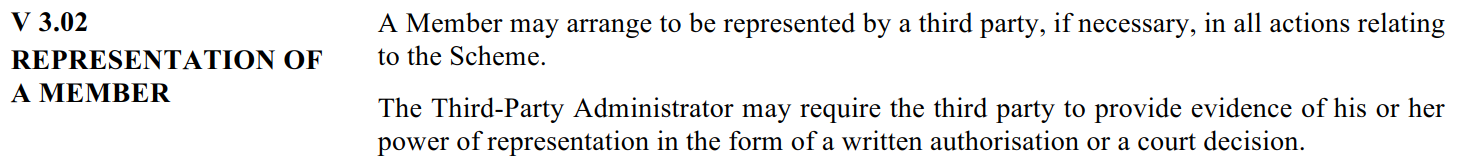 V 3.02
REPRESENTATION OF
A MEMBER
A Member may arrange to be represented by a third party, if necessary, in all actions relating
to the Scheme.
The Third-Party Administrator may require the third party to provide evidence of his or her
power of representation in the form of a written authorisation or a court decision.